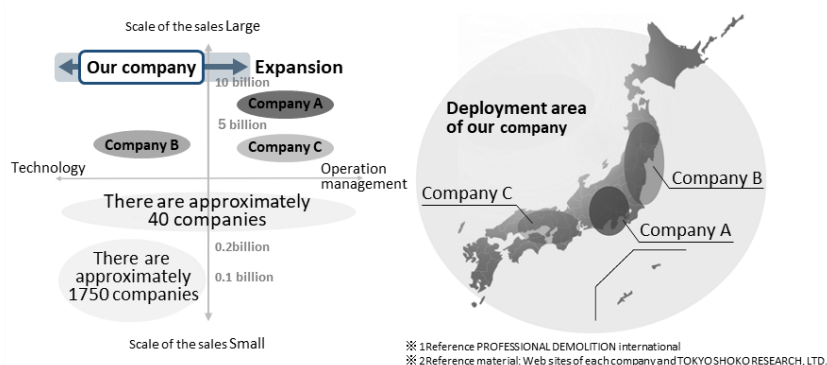 Scale of the sales Large
Our company
Expansion
10 billion
Company A
5 billion
Company B
Company C
Technology
Operation
management
There are approximately
40 companies
0.2billion
There are
approximately
1750 companies
0.1 billion
Scale of the sales Small
Deployment area
of our company
Company B
Company C
Company A
※ 1Reference PROFESSIONAL DEMOLITION international
※ 2Reference material: Web sites of each company and TOKYO SHOKO RESEARCH, LTD.